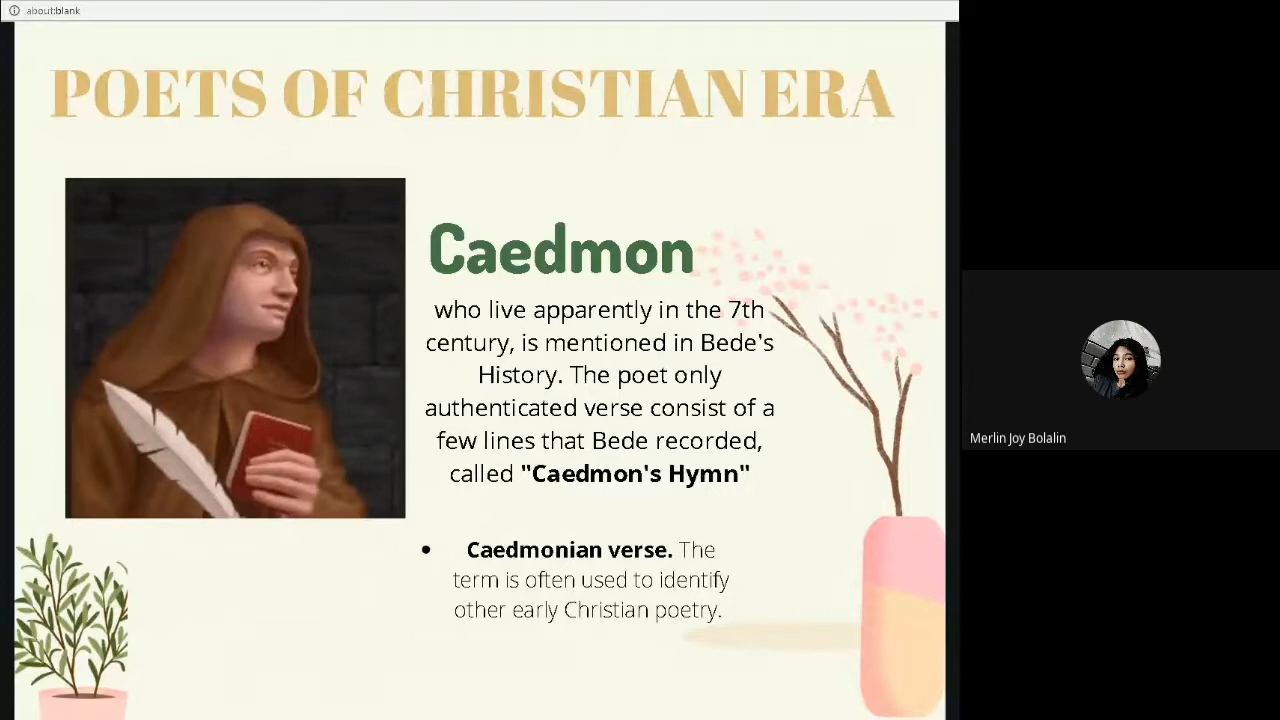 about:blank
POETS OF CHRISTIAN ERA
Caedmon
who live apparently in the 7th
century, is mentioned in Bede's
History. The poet only
authenticated verse consist of a
few lines that Bede recorded,
called "Caedmon's Hymn"
• Caedmonian verse. The
term is often used to identify
other early Christian poetry.
Merlin Joy Bolalin